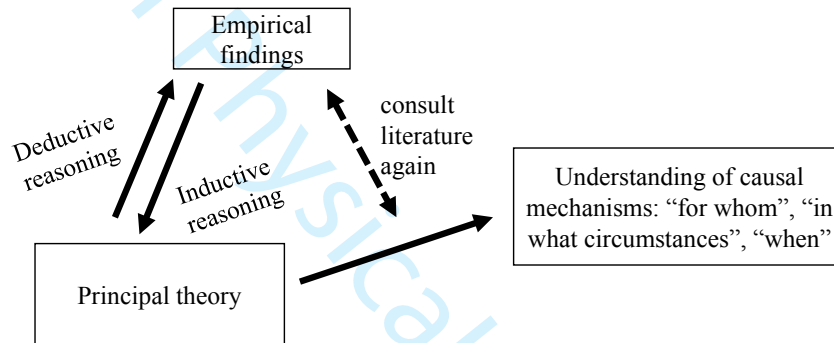 Empirical
findings
Deductive
reasoning
Inductive
reasoning
consult
literature
again
Understanding of causal
mechanisms: “for whom”, “in
what circumstances”, “when”
Principal theory
Physical